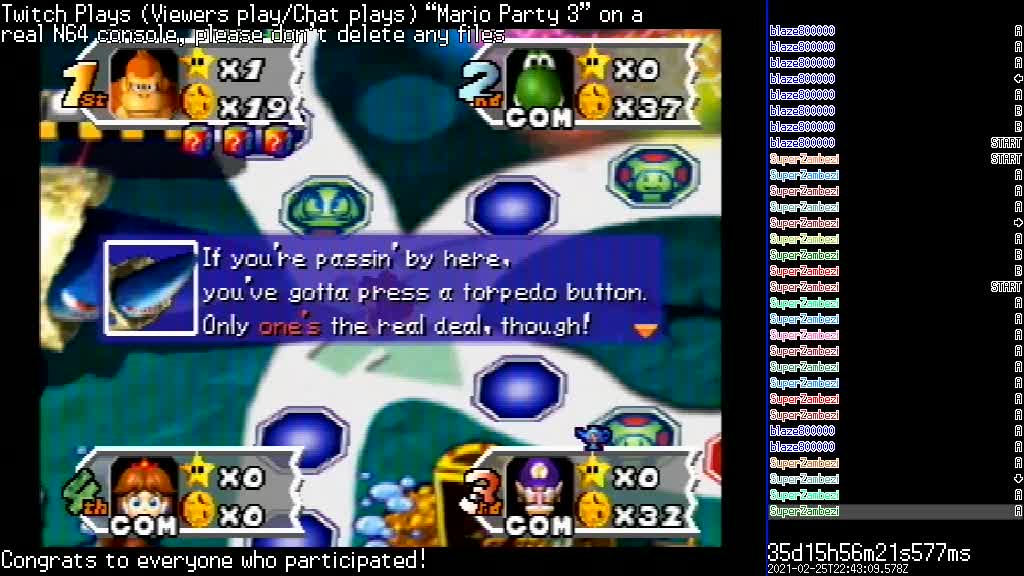 Twitch Plays (Viewers play/Chat plays) “Mario Party 3” on a
real N64 console, please don't delete any files
1st
x1
x19
2nd
x0
x37
COM
If you're passin' by here,
you've gotta press a torpedo button.
Only one's the real deal, though!
4th
x0
x0
COM
3rd
x0
x32
COM
Congrats to everyone who participated!
blaze800000 A
blaze800000 A
blaze800000 A
blaze800000 ←
blaze800000 A
blaze800000 B
blaze800000 B
blaze800000 START
SuperZambezi START
SuperZambezi A
SuperZambezi A
SuperZambezi A
SuperZambezi →
SuperZambezi A
SuperZambezi B
SuperZambezi B
SuperZambezi START
SuperZambezi A
SuperZambezi A
SuperZambezi A
SuperZambezi A
SuperZambezi A
SuperZambezi A
SuperZambezi A
SuperZambezi A
blaze800000 A
blaze800000 A
SuperZambezi A
SuperZambezi ↓
SuperZambezi A
SuperZambezi A
35d15h56m21s577ms
2021-02-25T22:43:09.578Z